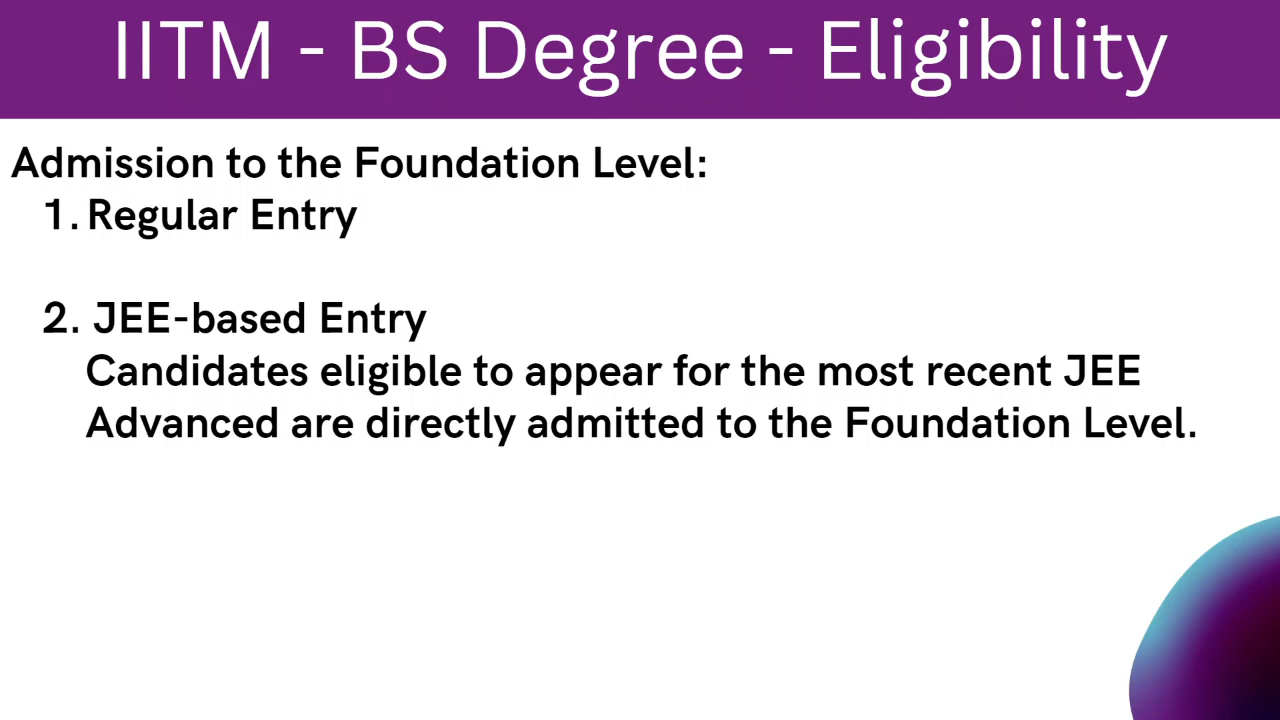 IITM - BS Degree - Eligibility
Admission to the Foundation Level:
1. Regular Entry
2. JEE-based Entry
Candidates eligible to appear for the most recent JEE
Advanced are directly admitted to the Foundation Level.